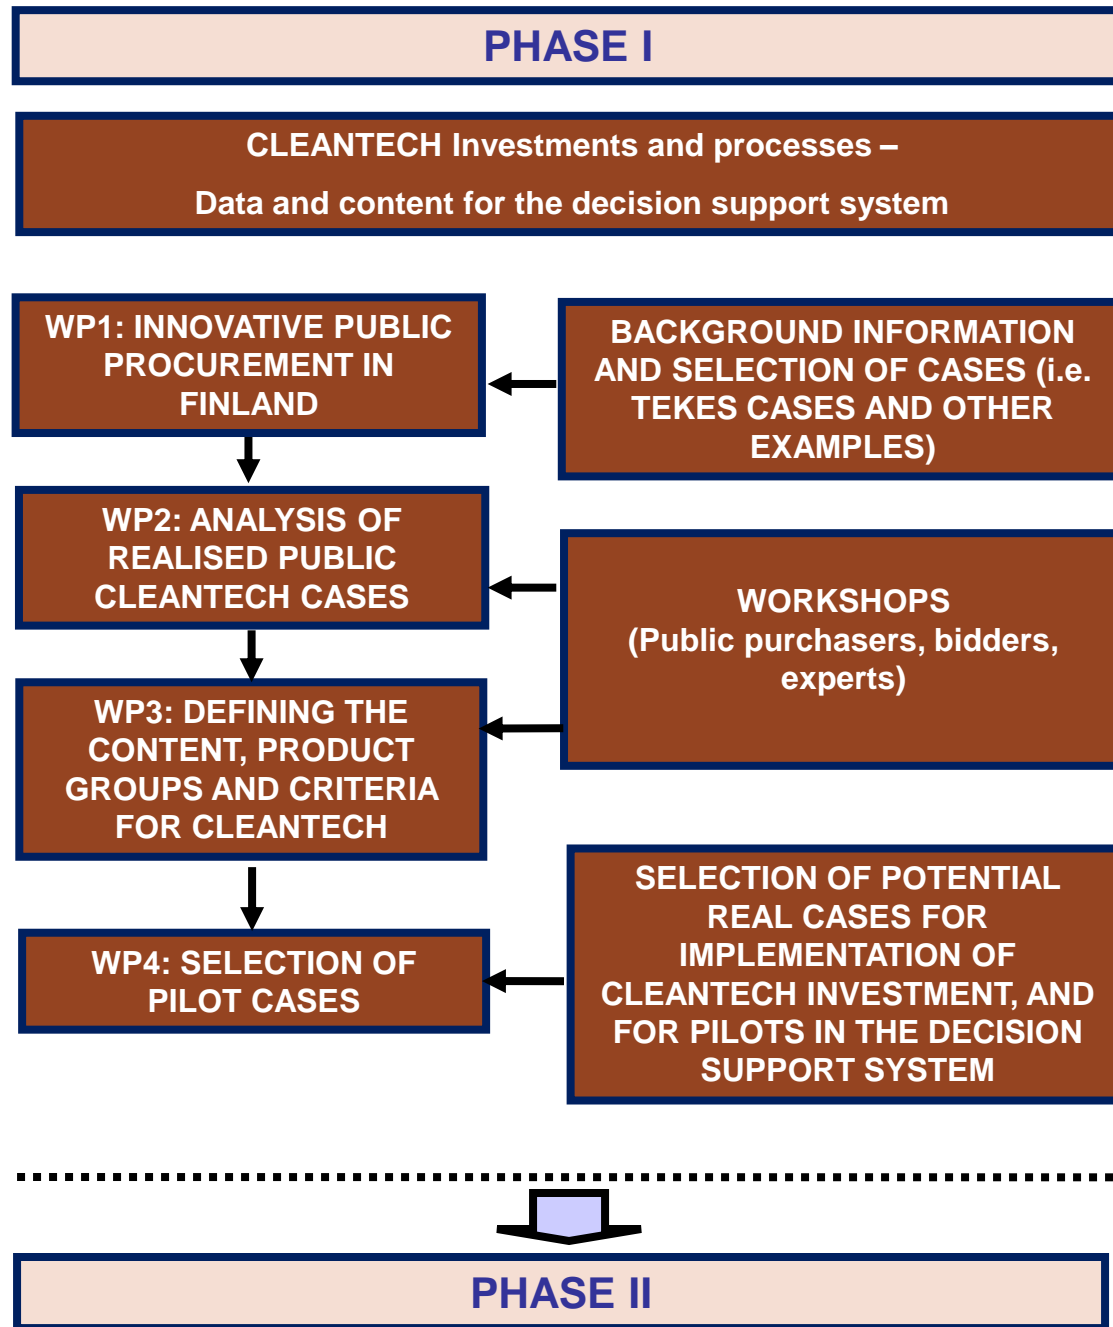 PHASE I
CLEANTECH Investments and processes –
Data and content for the decision support system
WP1: INNOVATIVE PUBLIC
PROCUREMENT IN
FINLAND
BACKGROUND INFORMATION
AND SELECTION OF CASES (i.e.
TEKES CASES AND OTHER
EXAMPLES)
WP2: ANALYSIS OF
REALISED PUBLIC
CLEANTECH CASES
WORKSHOPS
(Public purchasers, bidders,
experts)
WP3: DEFINING THE
CONTENT, PRODUCT
GROUPS AND CRITERIA
FOR CLEANTECH
WP4: SELECTION OF
PILOT CASES
SELECTION OF POTENTIAL
REAL CASES FOR
IMPLEMENTATION OF
CLEANTECH INVESTMENT, AND
FOR PILOTS IN THE DECISION
SUPPORT SYSTEM
PHASE II